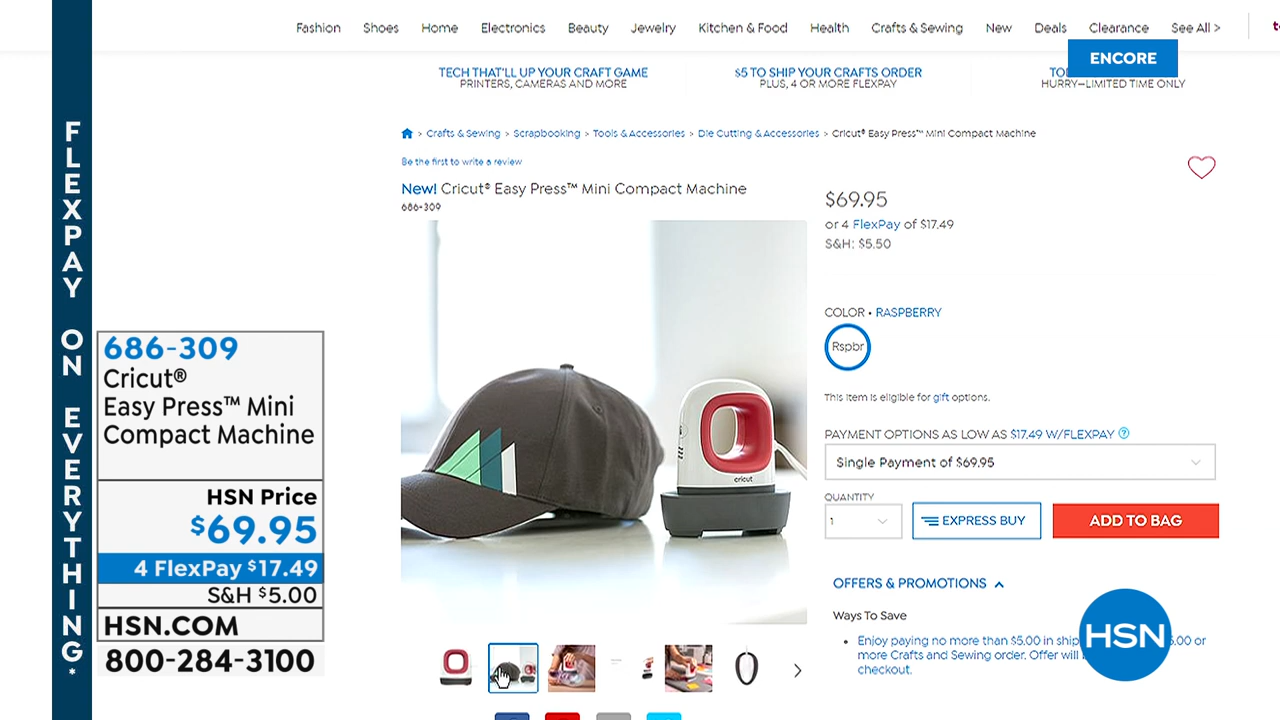 Fashion Shoes Home Electronics Beauty Jewelry Kitchen & Food Health Crafts & Sewing New Deals Clearance See All >
ENCORE
TECH THAT'LL UP YOUR CRAFT GAME
PRINTERS, CAMERAS AND MORE
$5 TO SHIP YOUR CRAFTS ORDER
PLUS, 4 OR MORE FLEXPAY
HURRY—LIMITED TIME ONLY
> Crafts & Sewing > Scrapbooking > Tools & Accessories > Die Cutting & Accessories > Cricut® Easy Press™ Mini Compact Machine
Be the first to write a review
New! Cricut® Easy Press™ Mini Compact Machine
686-309
cricut
$69.95
or 4 FlexPay of $17.49
S&H: $5.50
COLOR • RASPBERRY
Rspbr
This item is eligible for gift options.
PAYMENT OPTIONS AS LOW AS $17.49 W/FLEXPAY ?
Single Payment of $69.95
QUANTITY
1
EXPRESS BUY
ADD TO BAG
OFFERS & PROMOTIONS
Ways To Save
• Enjoy paying no more than $5.00 in ship
more Crafts and Sewing order. Offer will
checkout.
HSN
FLEXPAY ON EVERYTHING*
686-309
Cricut®
Easy Press™ Mini
Compact Machine
HSN Price
$69.95
4 FlexPay $17.49
S&H $5.00
HSN.COM
800-284-3100